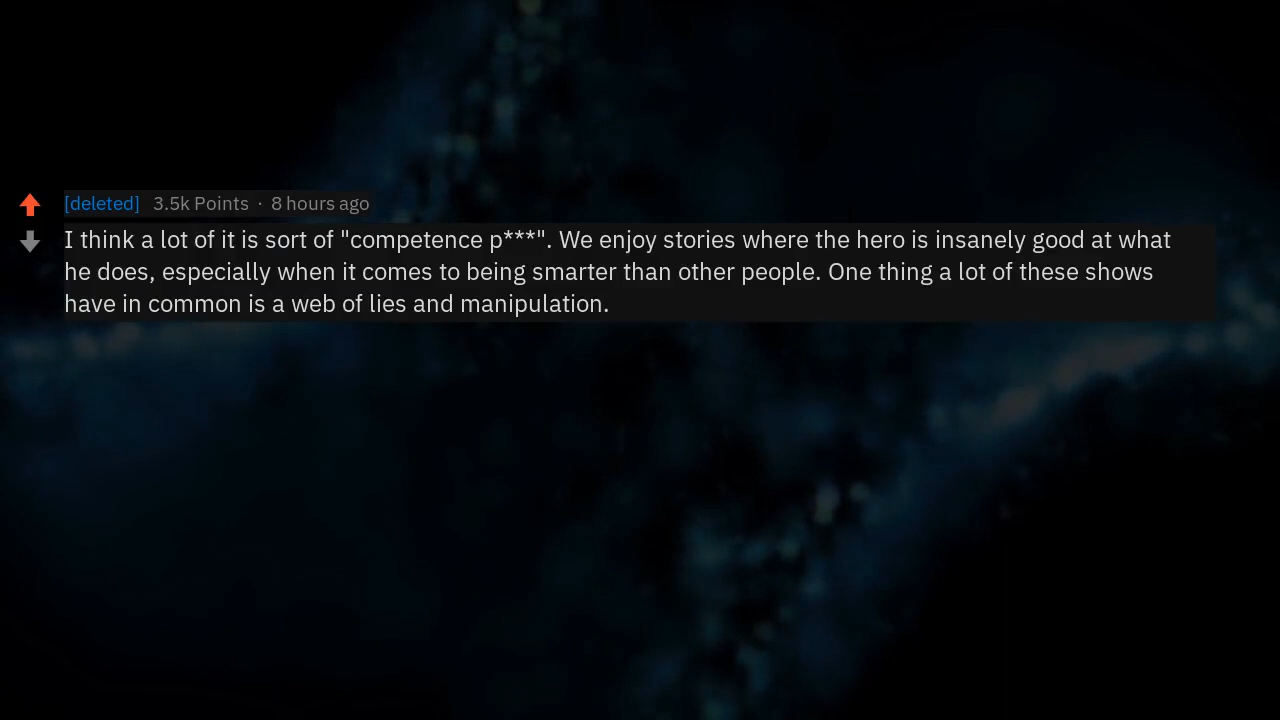 [deleted] 3.5k Points · 8 hours ago
I think a lot of it is sort of "competence p***". We enjoy stories where the hero is insanely good at what
he does, especially when it comes to being smarter than other people. One thing a lot of these shows
have in common is a web of lies and manipulation.